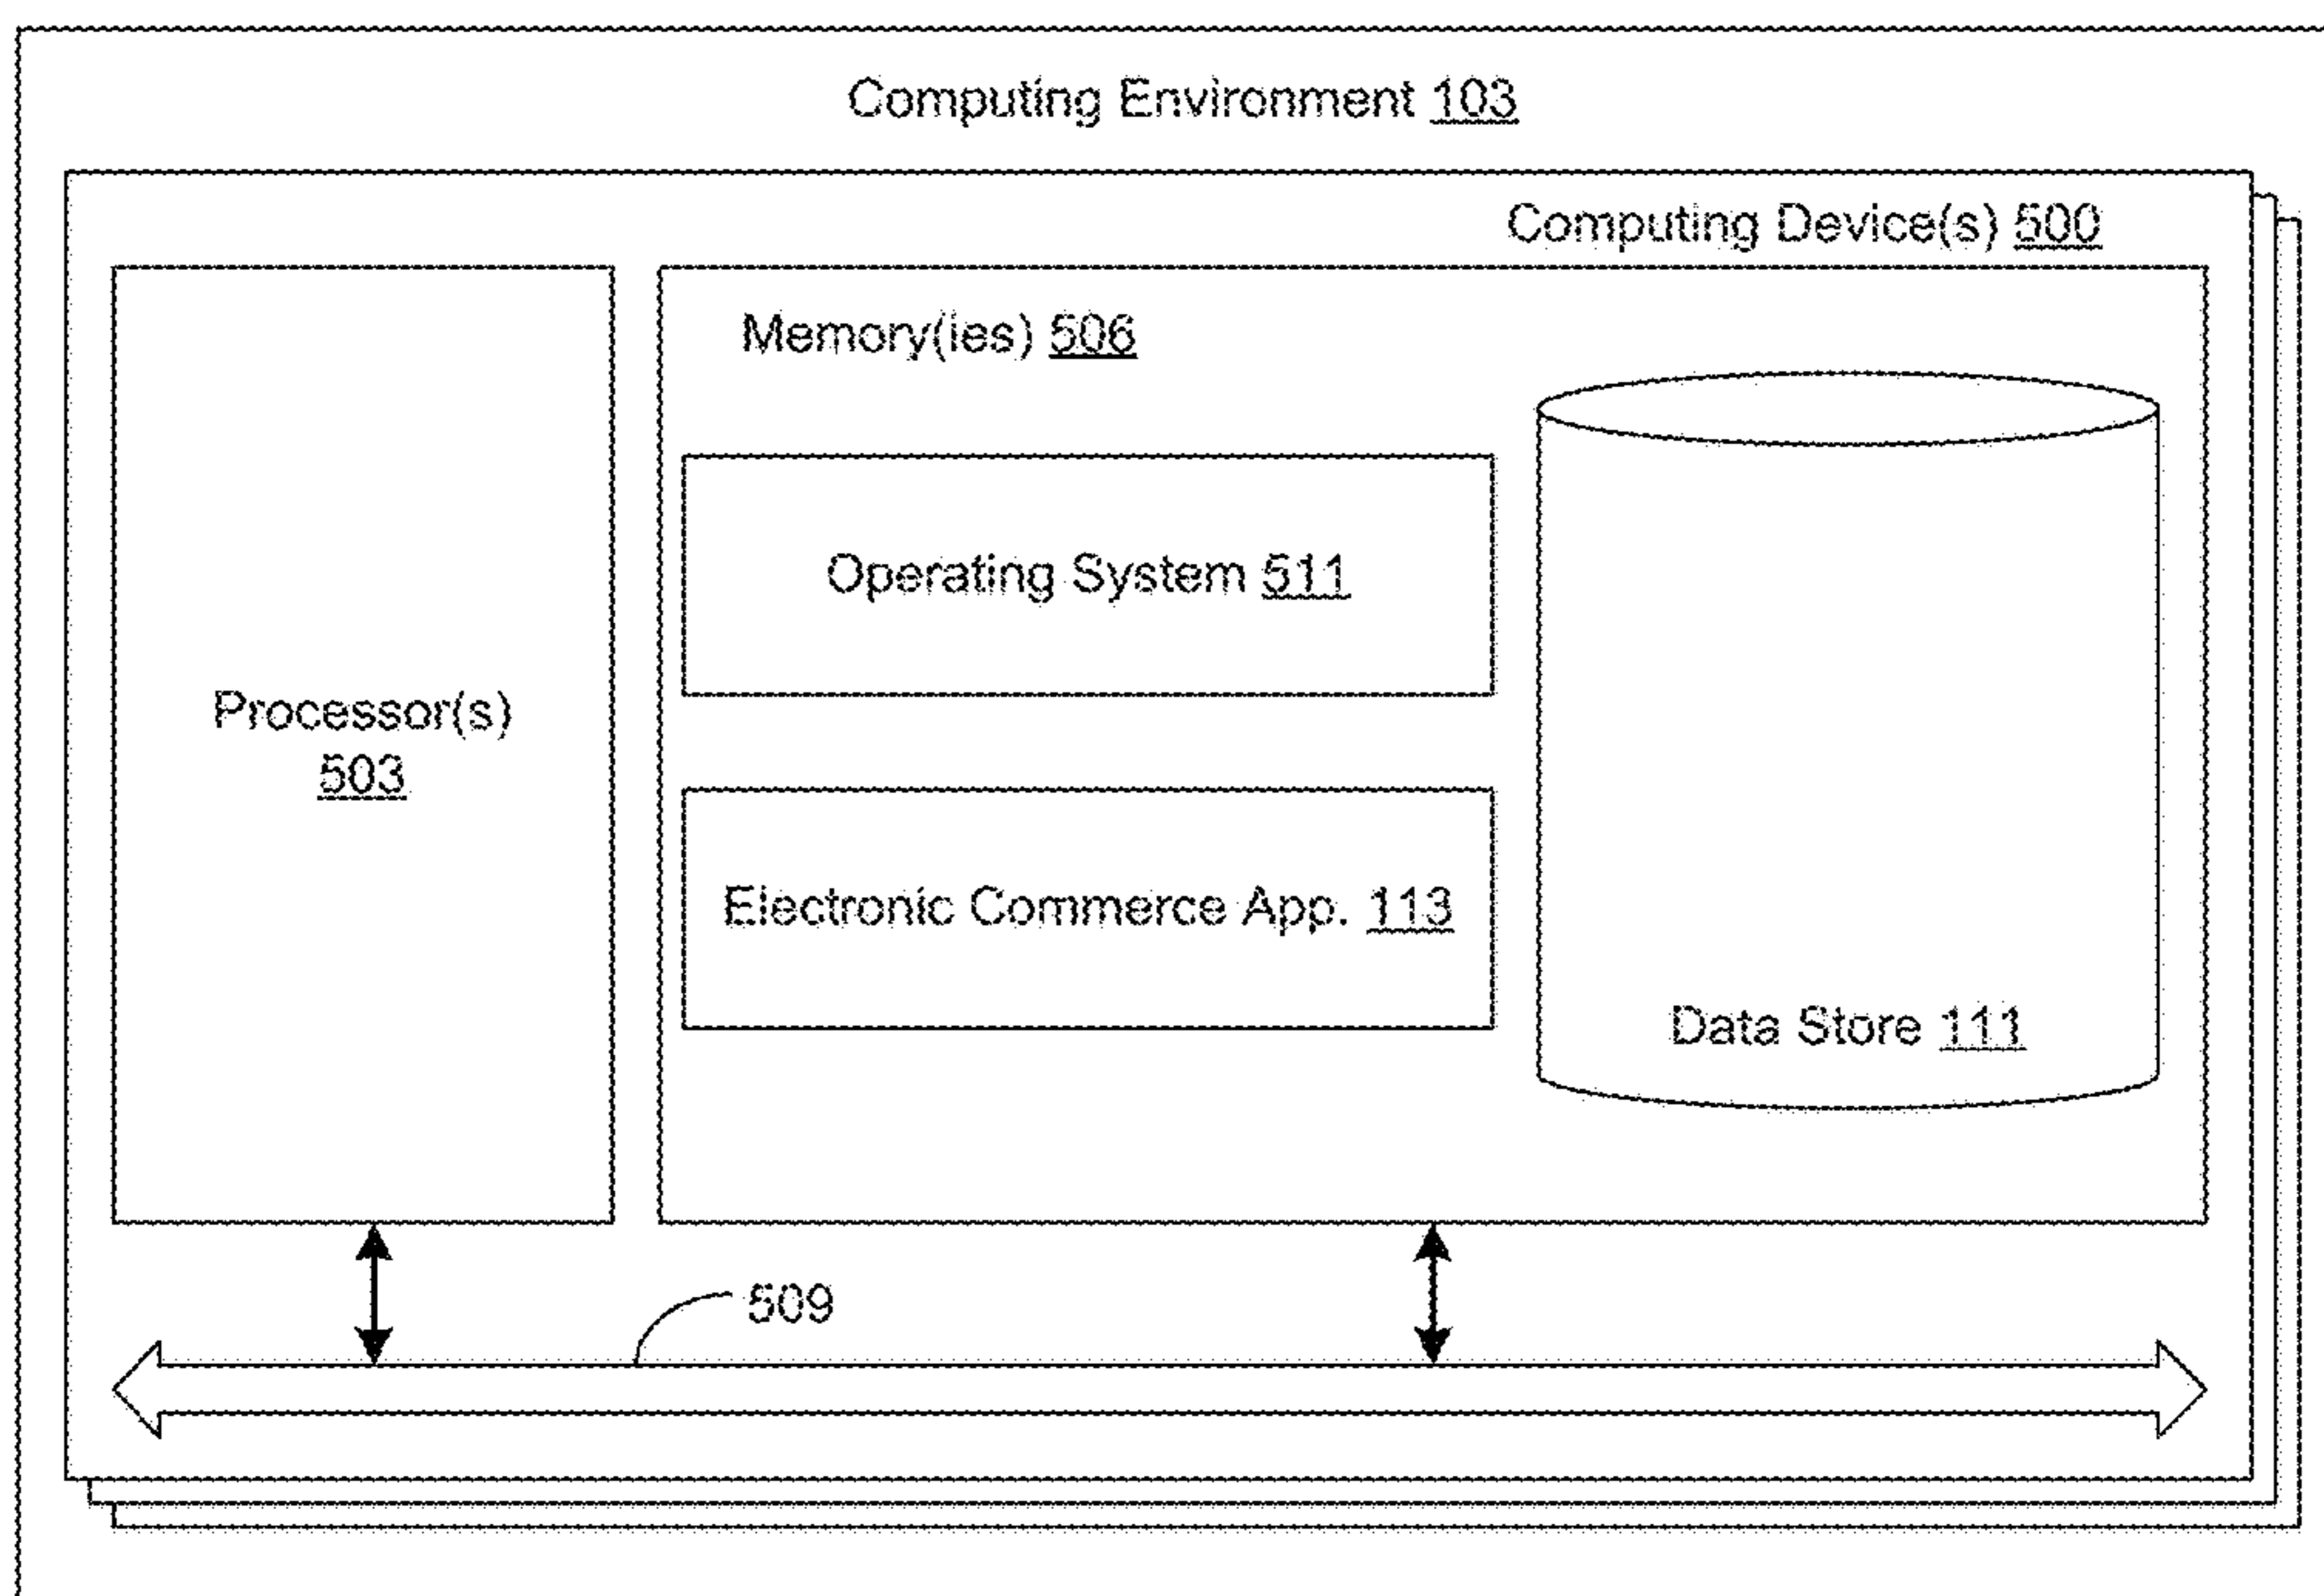 Computing Environment 103
Computing Device(s) 500
Memory(ies) 506
Operating System 511
Processor(s)
503
Electronic Commerce App. 113
Data Store 111
509